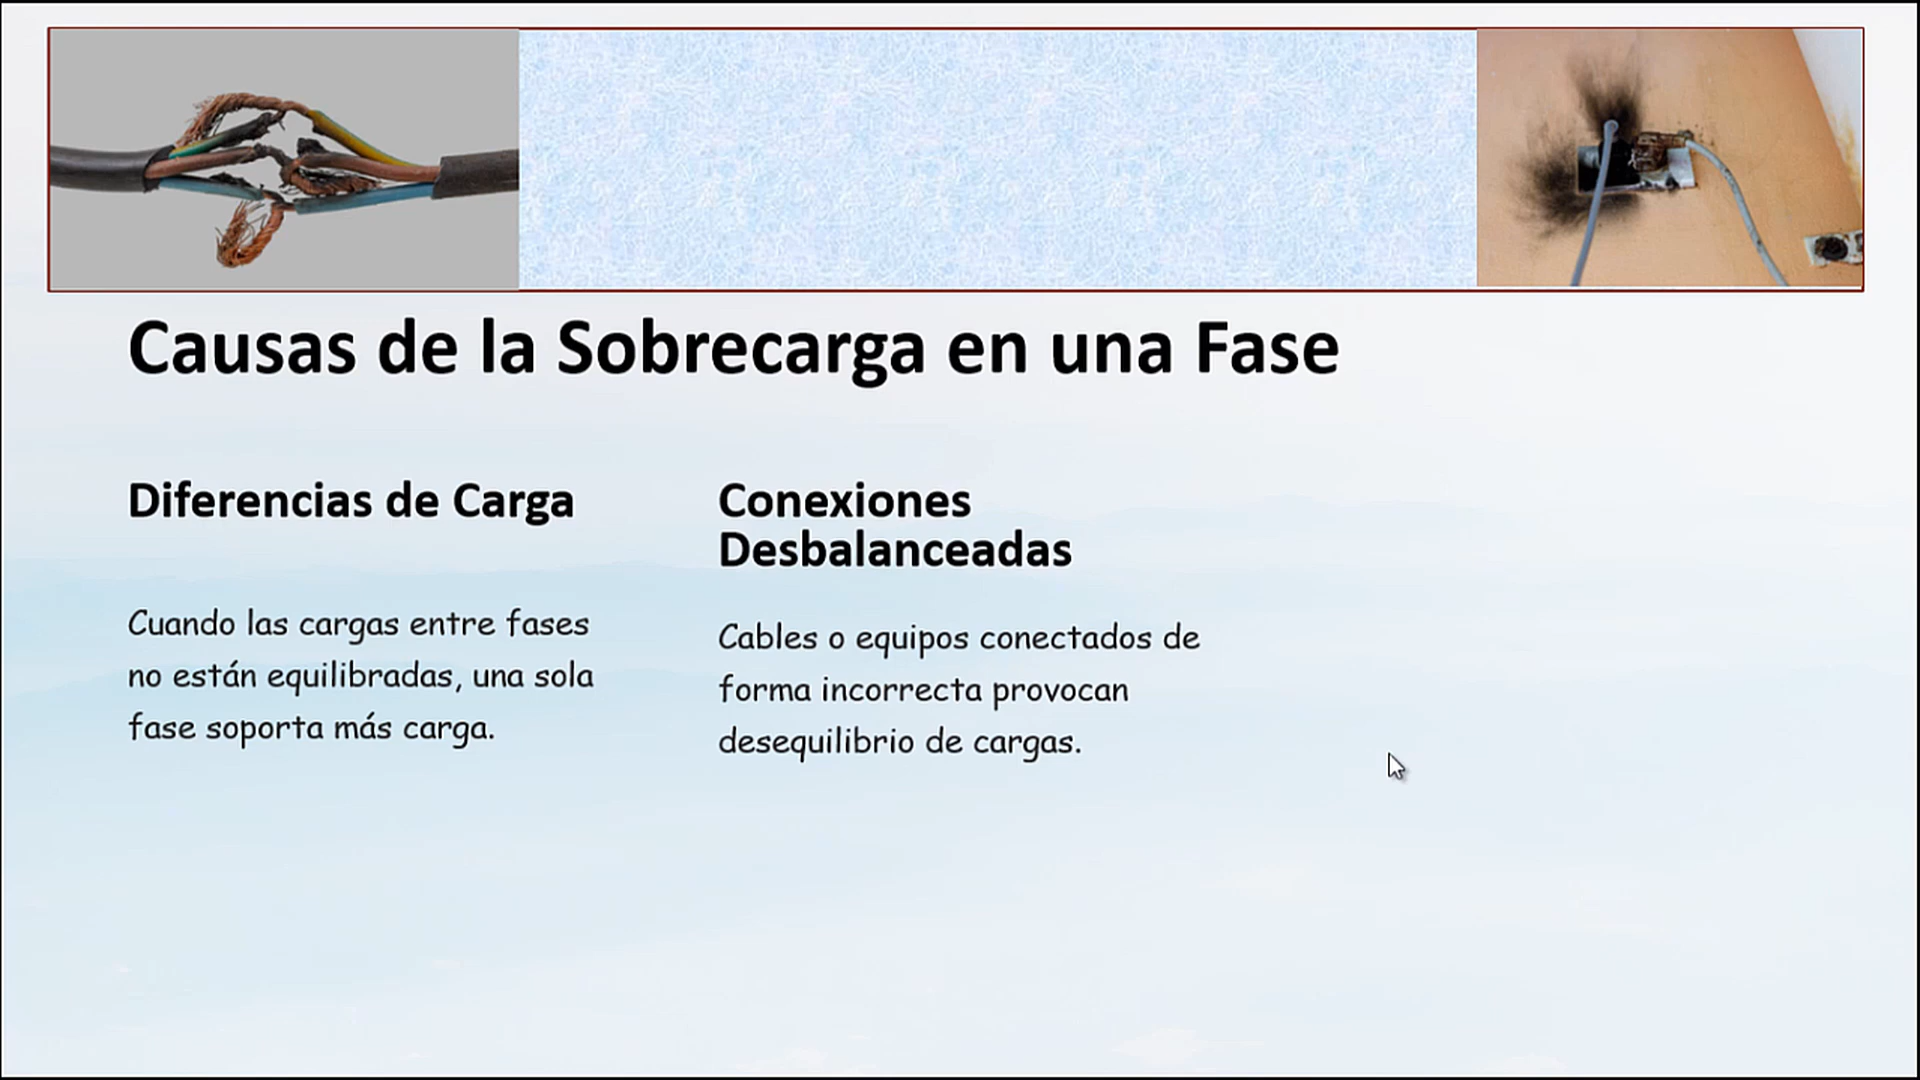 Causas de la Sobrecarga en una Fase
Diferencias de Carga
Cuando las cargas entre fases
no están equilibradas, una sola
fase soporta más carga.
Conexiones
Desbalanceadas
Cables o equipos conectados de
forma incorrecta provocan
desequilibrio de cargas.